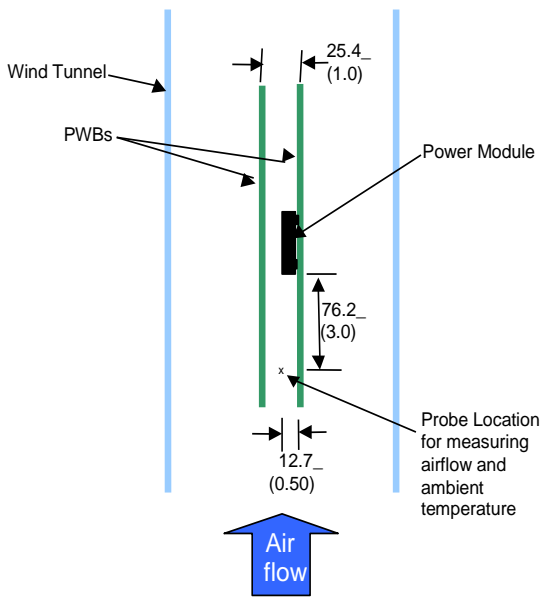 25.4_
(1.0)
Wind Tunnel
PWBs
Power Module
76.2_
(3.0)
x
Probe Location
for measuring
airflow and
ambient
temperature
12.7_
(0.50)
Air
flow